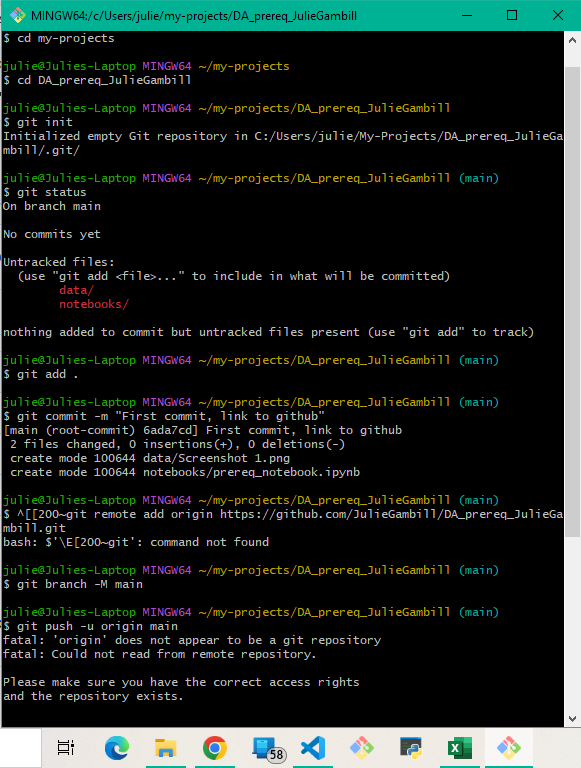 MINGW64:/c/Users/julie/my-projects/DA_prereq_JulieGambill
$ cd my-projects
julie@Julies-Laptop MINGW64 ~/my-projects
$ cd DA_prereq_JulieGambill
julie@Julies-Laptop MINGW64 ~/my-projects/DA_prereq_JulieGambill
$ git init
Initialized empty Git repository in C:/Users/julie/My-Projects/DA_prereq_JulieGa
mbill/.git/
julie@Julies-Laptop MINGW64 ~/my-projects/DA_prereq_JulieGambill (main)
$ git status
On branch main
No commits yet
Untracked files:
(use "git add <file>..." to include in what will be committed)
data/
notebooks/
nothing added to commit but untracked files present (use "git add" to track)
julie@Julies-Laptop MINGW64 ~/my-projects/DA_prereq_JulieGambill (main)
$ git add .
julie@Julies-Laptop MINGW64 ~/my-projects/DA_prereq_JulieGambill (main)
$ git commit -m "First commit, link to github"
[main (root-commit) 6ada7cd] First commit, link to github
2 files changed, 0 insertions(+), 0 deletions(-)
create mode 100644 data/Screenshot 1.png
create mode 100644 notebooks/prereq_notebook.ipynb
julie@Julies-Laptop MINGW64 ~/my-projects/DA_prereq_JulieGambill (main)
$ ^[[200~git remote add origin https://github.com/JulieGambill/DA_prereq_JulieGa
mbill.git
bash: $'\E[200~git': command not found
julie@Julies-Laptop MINGW64 ~/my-projects/DA_prereq_JulieGambill (main)
$ git branch -M main
julie@Julies-Laptop MINGW64 ~/my-projects/DA_prereq_JulieGambill (main)
$ git push -u origin main
fatal: 'origin' does not appear to be a git repository
fatal: Could not read from remote repository.
Please make sure you have the correct access rights
and the repository exists.
58